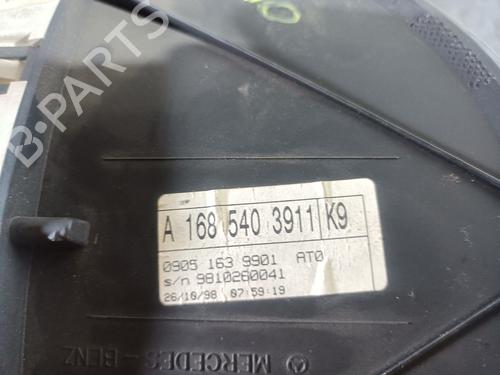 B-PARTS
A 168 540 3911 K9
0905 163 9901 AT0
s/n 9810260041
26/10/98 07:59:19
MERCEDES-BENZ